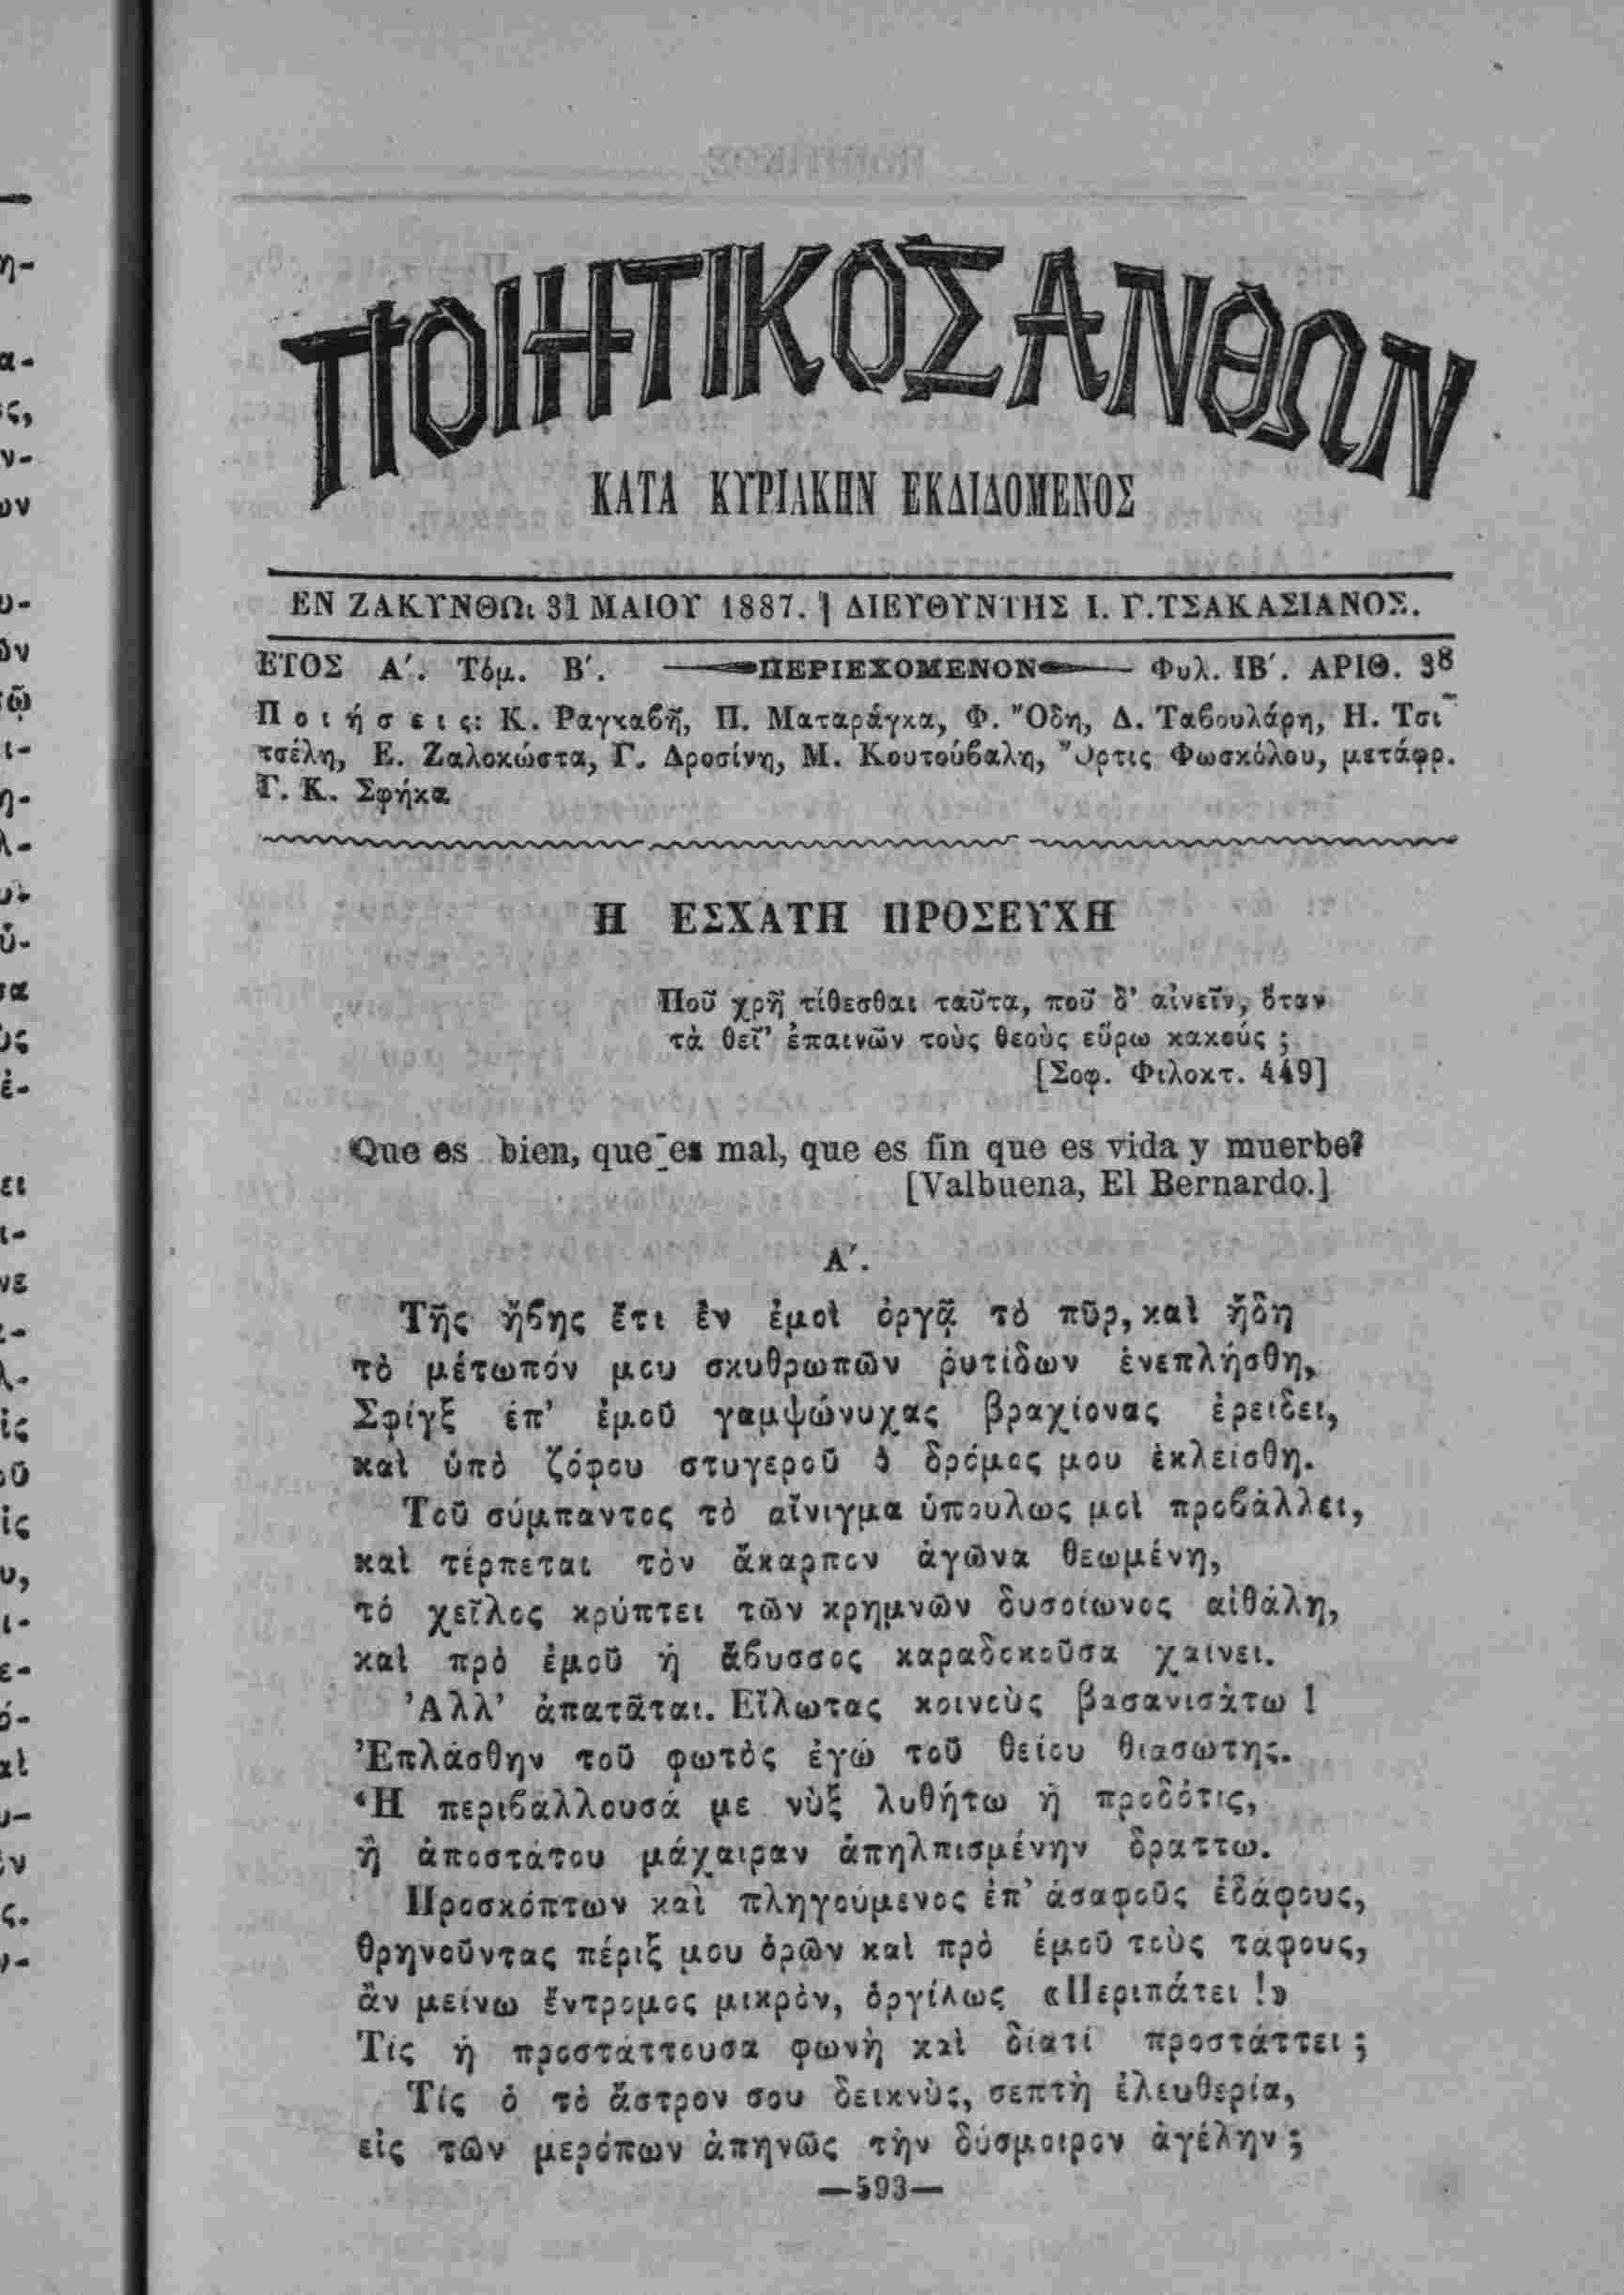 ΠΟΙΗΤΙΚΟΣ ΑΝΘΩΝ
ΚΑΤΑ ΚΥΡΙΑΚΗΝ ΕΚΔΙΔΟΜΕΝΟΣ
ΕΝ ΖΑΚΥΝΘΩι 31 ΜΑΙΟΥ 1887. | ΔΙΕΥΘΥΝΤΗΣ Ι. Γ. ΤΣΑΚΑΣΙΑΝΟΣ.
ΕΤΟΣ Α΄. Τόμ. Β΄. ΠΕΡΙΕΧΟΜΕΝΟΝ Φυλ. ΙΒ΄. ΑΡΙΘ. 38
Ποιήσεις: Κ. Ραγκαβῆ, Π. Ματαράγκα, Φ. Ὄδη, Δ. Ταβουλάρη, Η. Τσι-
τσέλη, Ε. Ζαλοκώστα, Γ. Δροσίνη, Μ. Κουτούβαλη, Ὄρτις Φωσκόλου, μετάφρ.
Γ. Κ. Σφήκα
Η ΕΣΧΑΤΗ ΠΡΟΣΕΥΧΗ
Ποῦ χρῆ τίθεσθαι ταῦτα, ποῦ δ' αἰνεῖν, ὅταν
τὰ θεῖ' ἐπαινῶν τοὺς θεοὺς εὕρω κακούς ;
[Σοφ. Φιλοκτ. 449]
Que es bien, que es mal, que es fin que es vida y muerbe?
[Valbuena, El Bernardo.]
Α΄.
Τῆς ἥβης ἔτι ἐν ἐμοὶ ὀργᾷ τὸ πῦρ, καὶ ἤδη
τὸ μέτωπόν μου σκυθρωπῶν ῥυτίδων ἐνεπλήσθη,
Σφίγξ ἐπ' ἐμοῦ γαμψώνυχας βραχίονας ἐρείδει,
καὶ ὑπὸ ζόφου στυγεροῦ ὁ δρόμος μου ἐκλείσθη.
Τοῦ σύμπαντος τὸ αἴνιγμα ὑπούλως μοὶ προβάλλει,
καὶ τέρπεται τὸν ἄκαρπον ἀγῶνα θεωμένη,
τό χεῖλος κρύπτει τῶν κρημνῶν δυσοίωνος αἰθάλη,
καὶ πρὸ ἐμοῦ ἡ ἄβυσσος καραδοκοῦσα χαίνει.
Ἀλλ' ἀπατᾶται. Εἵλωτας κοινοὺς βασανισάτω !
Ἐπλάσθην τοῦ φωτὸς ἐγώ τοῦ θείου θιασώτης.
Ἡ περιβάλλουσά με νὺξ λυθήτω ἡ προδότις,
ἢ ἀποστάτου μάχαιραν ἀπηλπισμένην δράττω.
Προσκόπτων καὶ πληγούμενος ἐπ' ἀσαφοῦς ἐδάφους,
θρηνοῦντας πέριξ μου ὁρῶν καὶ πρὸ ἐμοῦ τοὺς τάφους,
ἂν μείνω ἔντρομος μικρὸν, ὀργίλως «Περιπάτει !»
Τίς ἡ προστάττουσα φωνὴ καὶ διατί προστάττει ;
Τίς ὁ τὸ ἄστρον σου δεικνὺς, σεπτὴ ἐλευθερία,
εἰς τῶν μερόπων ἀπηνῶς τὴν δύσμοιρον ἀγέλην ;
—593—